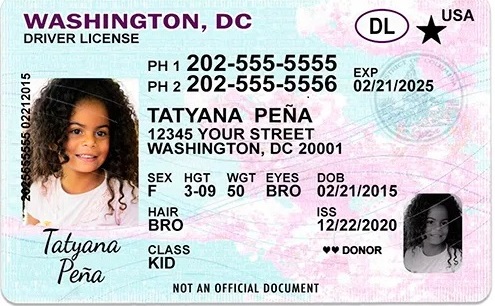 WASHINGTON, DC
DRIVER LICENSE
DL
USA
PH 1 202-555-5555
PH 2 202-555-5556
EXP
02/21/2025
TATYANA PEÑA
12345 YOUR STREET
WASHINGTON, DC 20001
SEX HGT WGT EYES DOB
F 3-09 50 BRO 02/21/2015
HAIR
BRO
ISS
12/22/2020
CLASS
KID
♥♥ DONOR
2025555555 02212015
Tatyana
Peña
NOT AN OFFICIAL DOCUMENT